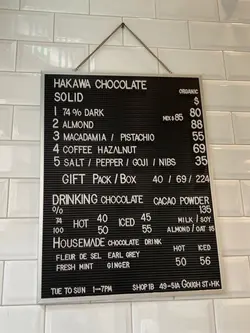 HAKAWA CHOCOLATE
SOLID ORGANIC
$
1 74% DARK 80
MIX @ 85
2 ALMOND 88
3 MACADAMIA / PISTACHIO 55
4 COFFEE HAZALNUT 69
5 SALT / PEPPER / GOJI / NIBS 35
GIFT PACK/BOX 40 / 69 / 224
DRINKING CHOCOLATE CACAO POWDER
% 135
74 HOT 40 ICED 45 MILK / SOY
100 50 55 ALMOND/OAT $5
HOUSEMADE CHOCOLATE DRINK HOT ICED
FLEUR DE SEL EARL GREY
FRESH MINT GINGER 50 56
TUE TO SUN 1-7PM SHOP 1B 49-51A GOUGH ST•HK